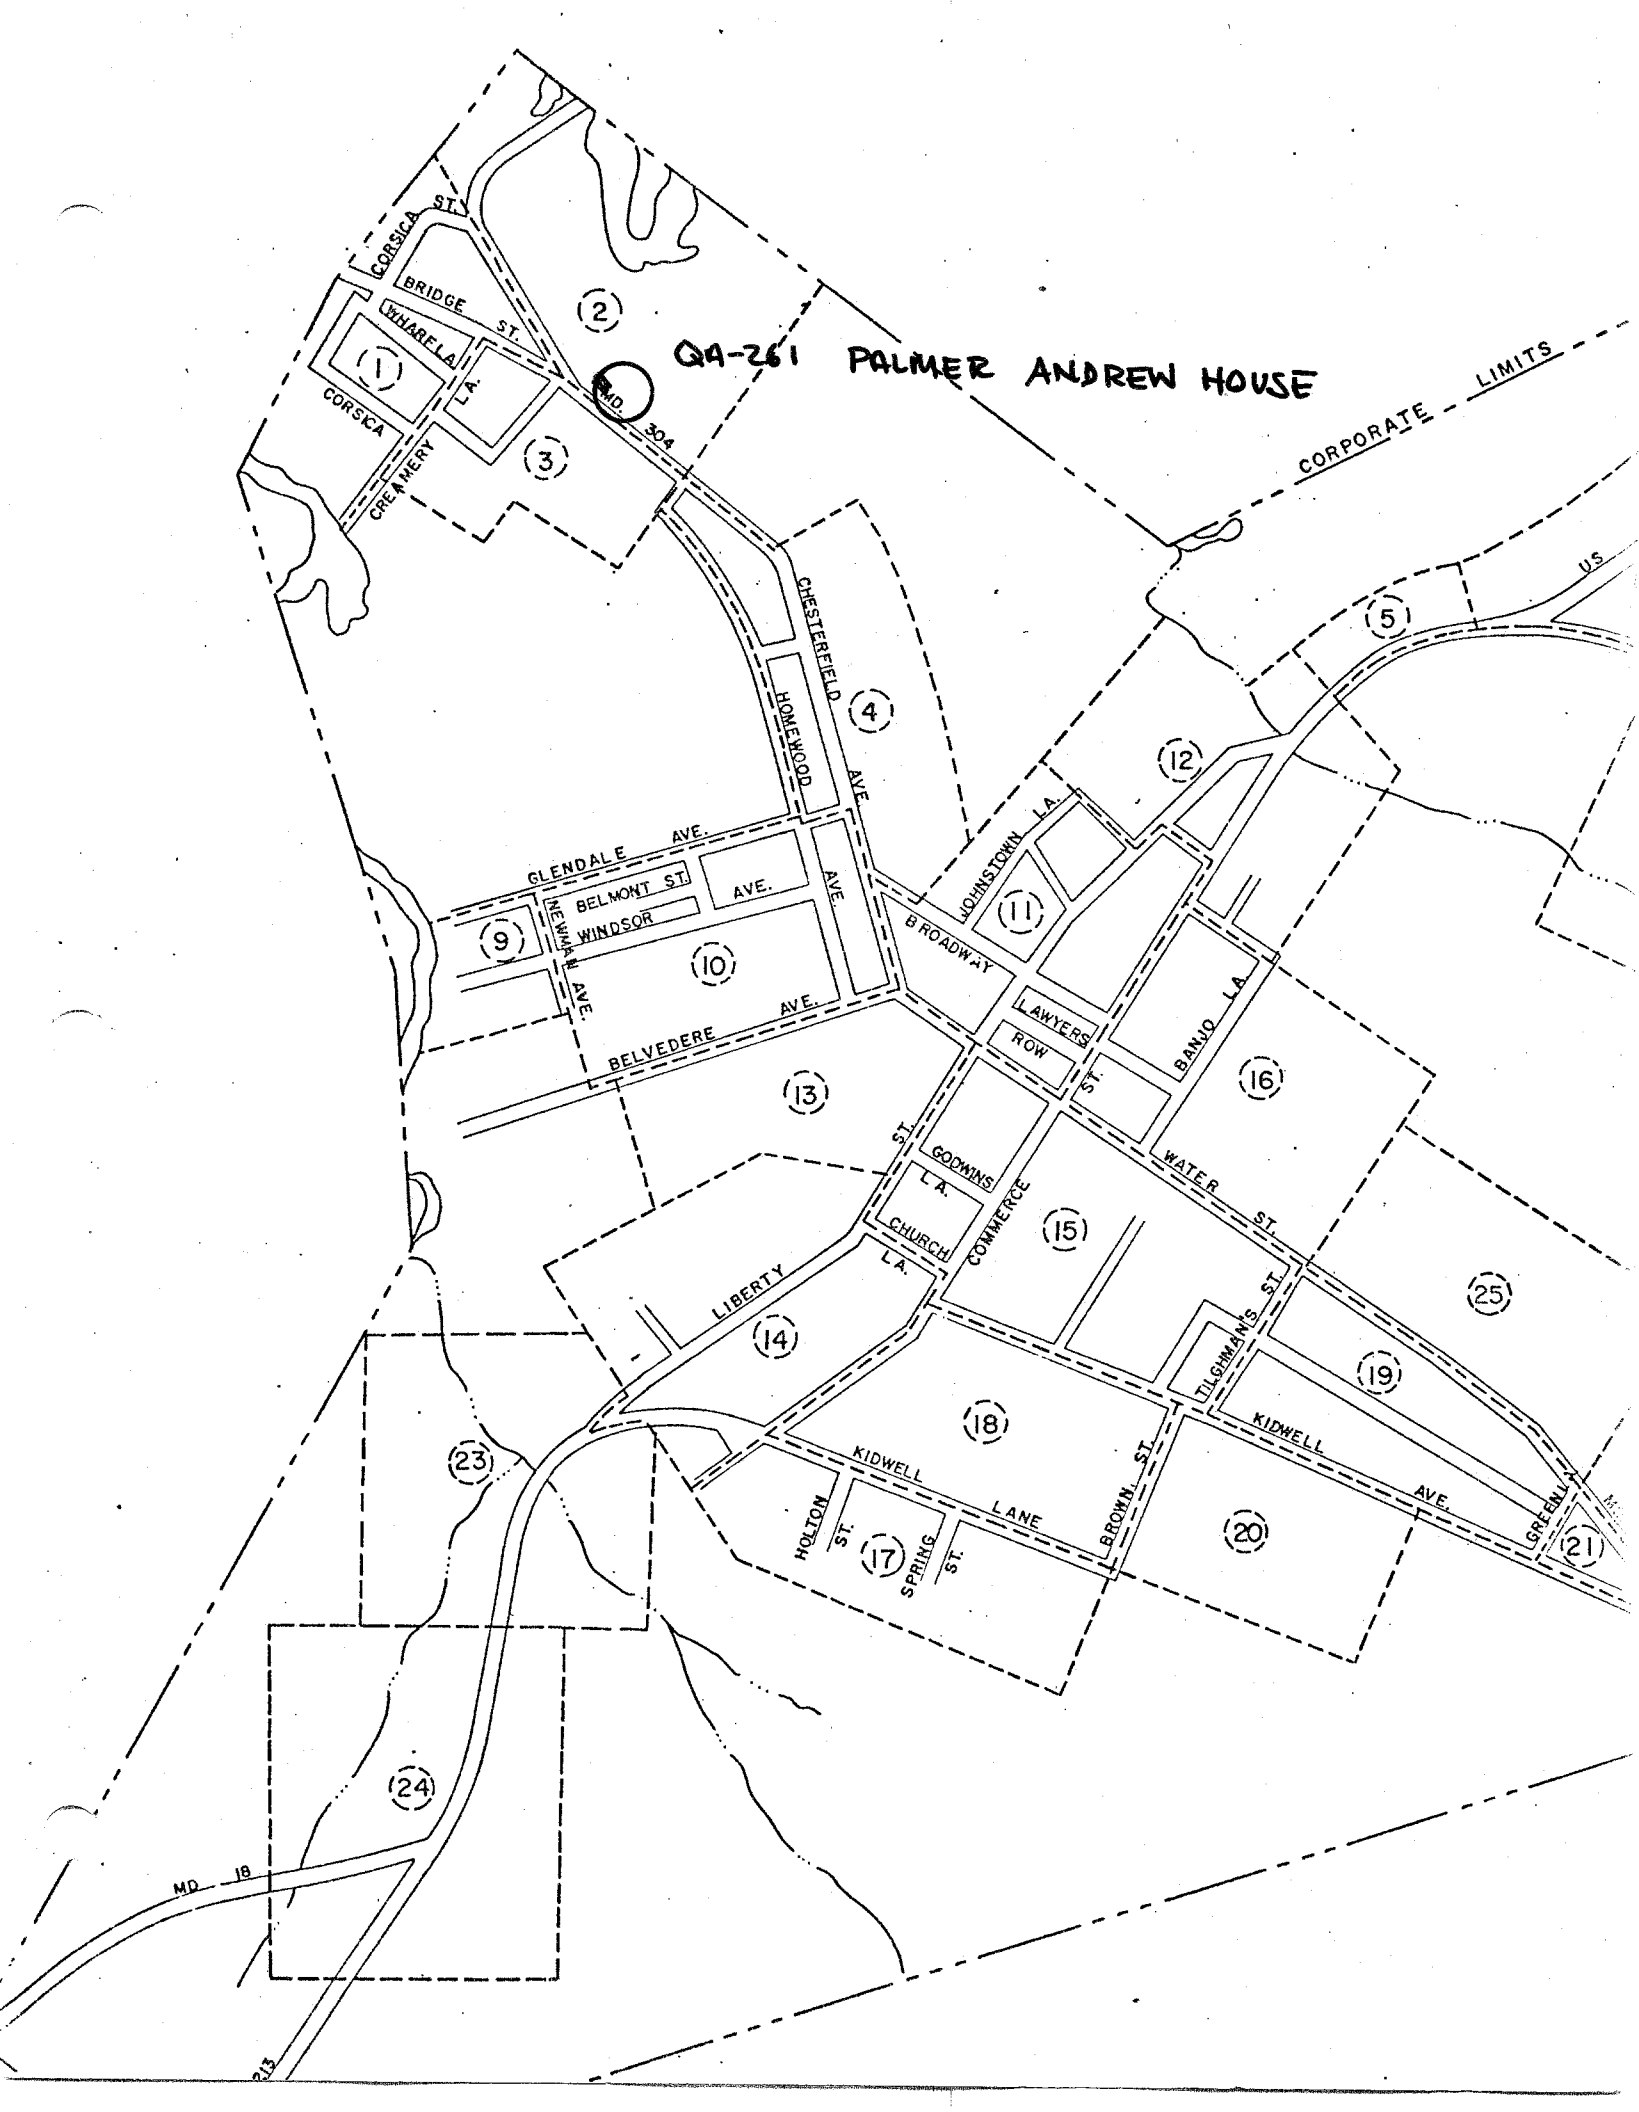 CORSICA ST.
BRIDGE ST.
WHARF LA.
2
QA-261 PALMER ANDREW HOUSE
1
LA.
MD. 304
CORPORATE LIMITS
CORSICA
CREAMERY
3
US
5
CHESTERFIELD AVE.
HOMEWOOD AVE.
4
12
JOHNSTOWN LA.
GLENDALE AVE.
BELMONT ST.
WINDSOR AVE.
NEWMAN AVE.
9
10
11
BROADWAY
LAWYERS
ROW
BANJO LA.
BELVEDERE AVE.
13
ST.
16
ST.
GODWINS
LA.
WATER ST.
CHURCH
LA.
COMMERCE
15
LIBERTY
14
TILGHMAN'S ST.
25
19
18
KIDWELL AVE.
23
KIDWELL LANE
HOLTON ST.
17
SPRING ST.
BROWN ST.
20
GREEN
21
24
MD 18
213